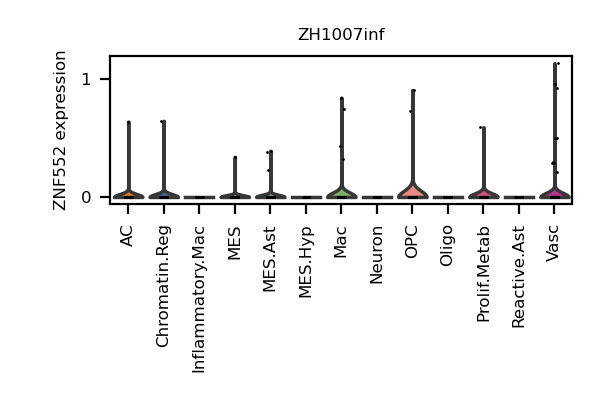 ZH1007inf
ZNF552 expression
1
0
AC
Chromatin.Reg
Inflammatory.Mac
MES
MES.Ast
MES.Hyp
Mac
Neuron
OPC
Oligo
Prolif.Metab
Reactive.Ast
Vasc